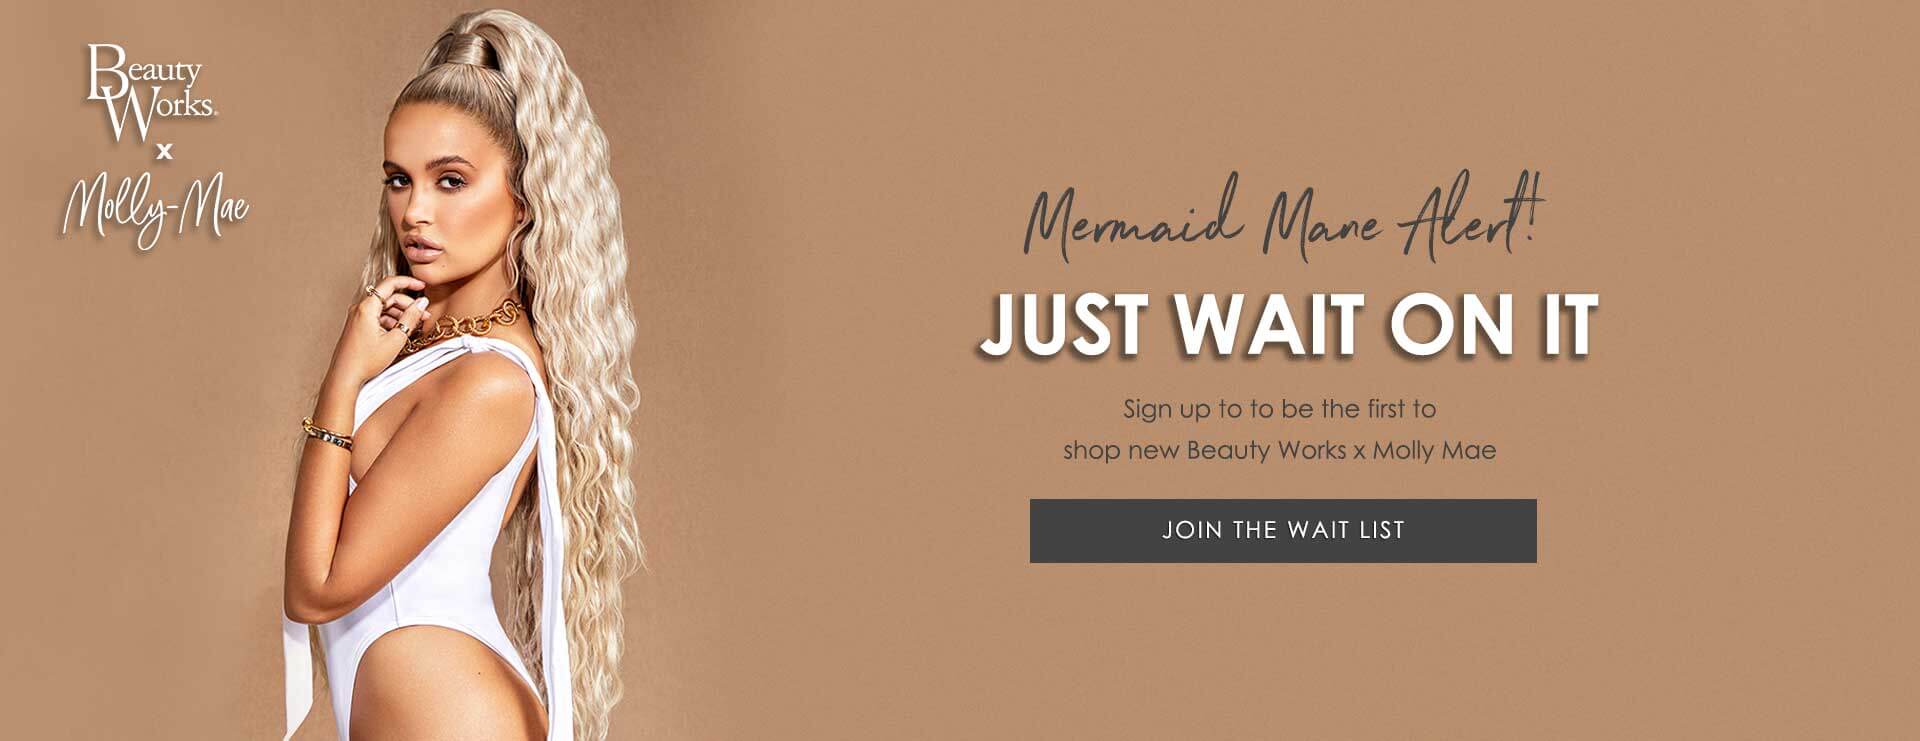 Beauty
Works®
x
Molly-Mae
Mermaid Mane Alert!
JUST WAIT ON IT
Sign up to to be the first to
shop new Beauty Works x Molly Mae
JOIN THE WAIT LIST